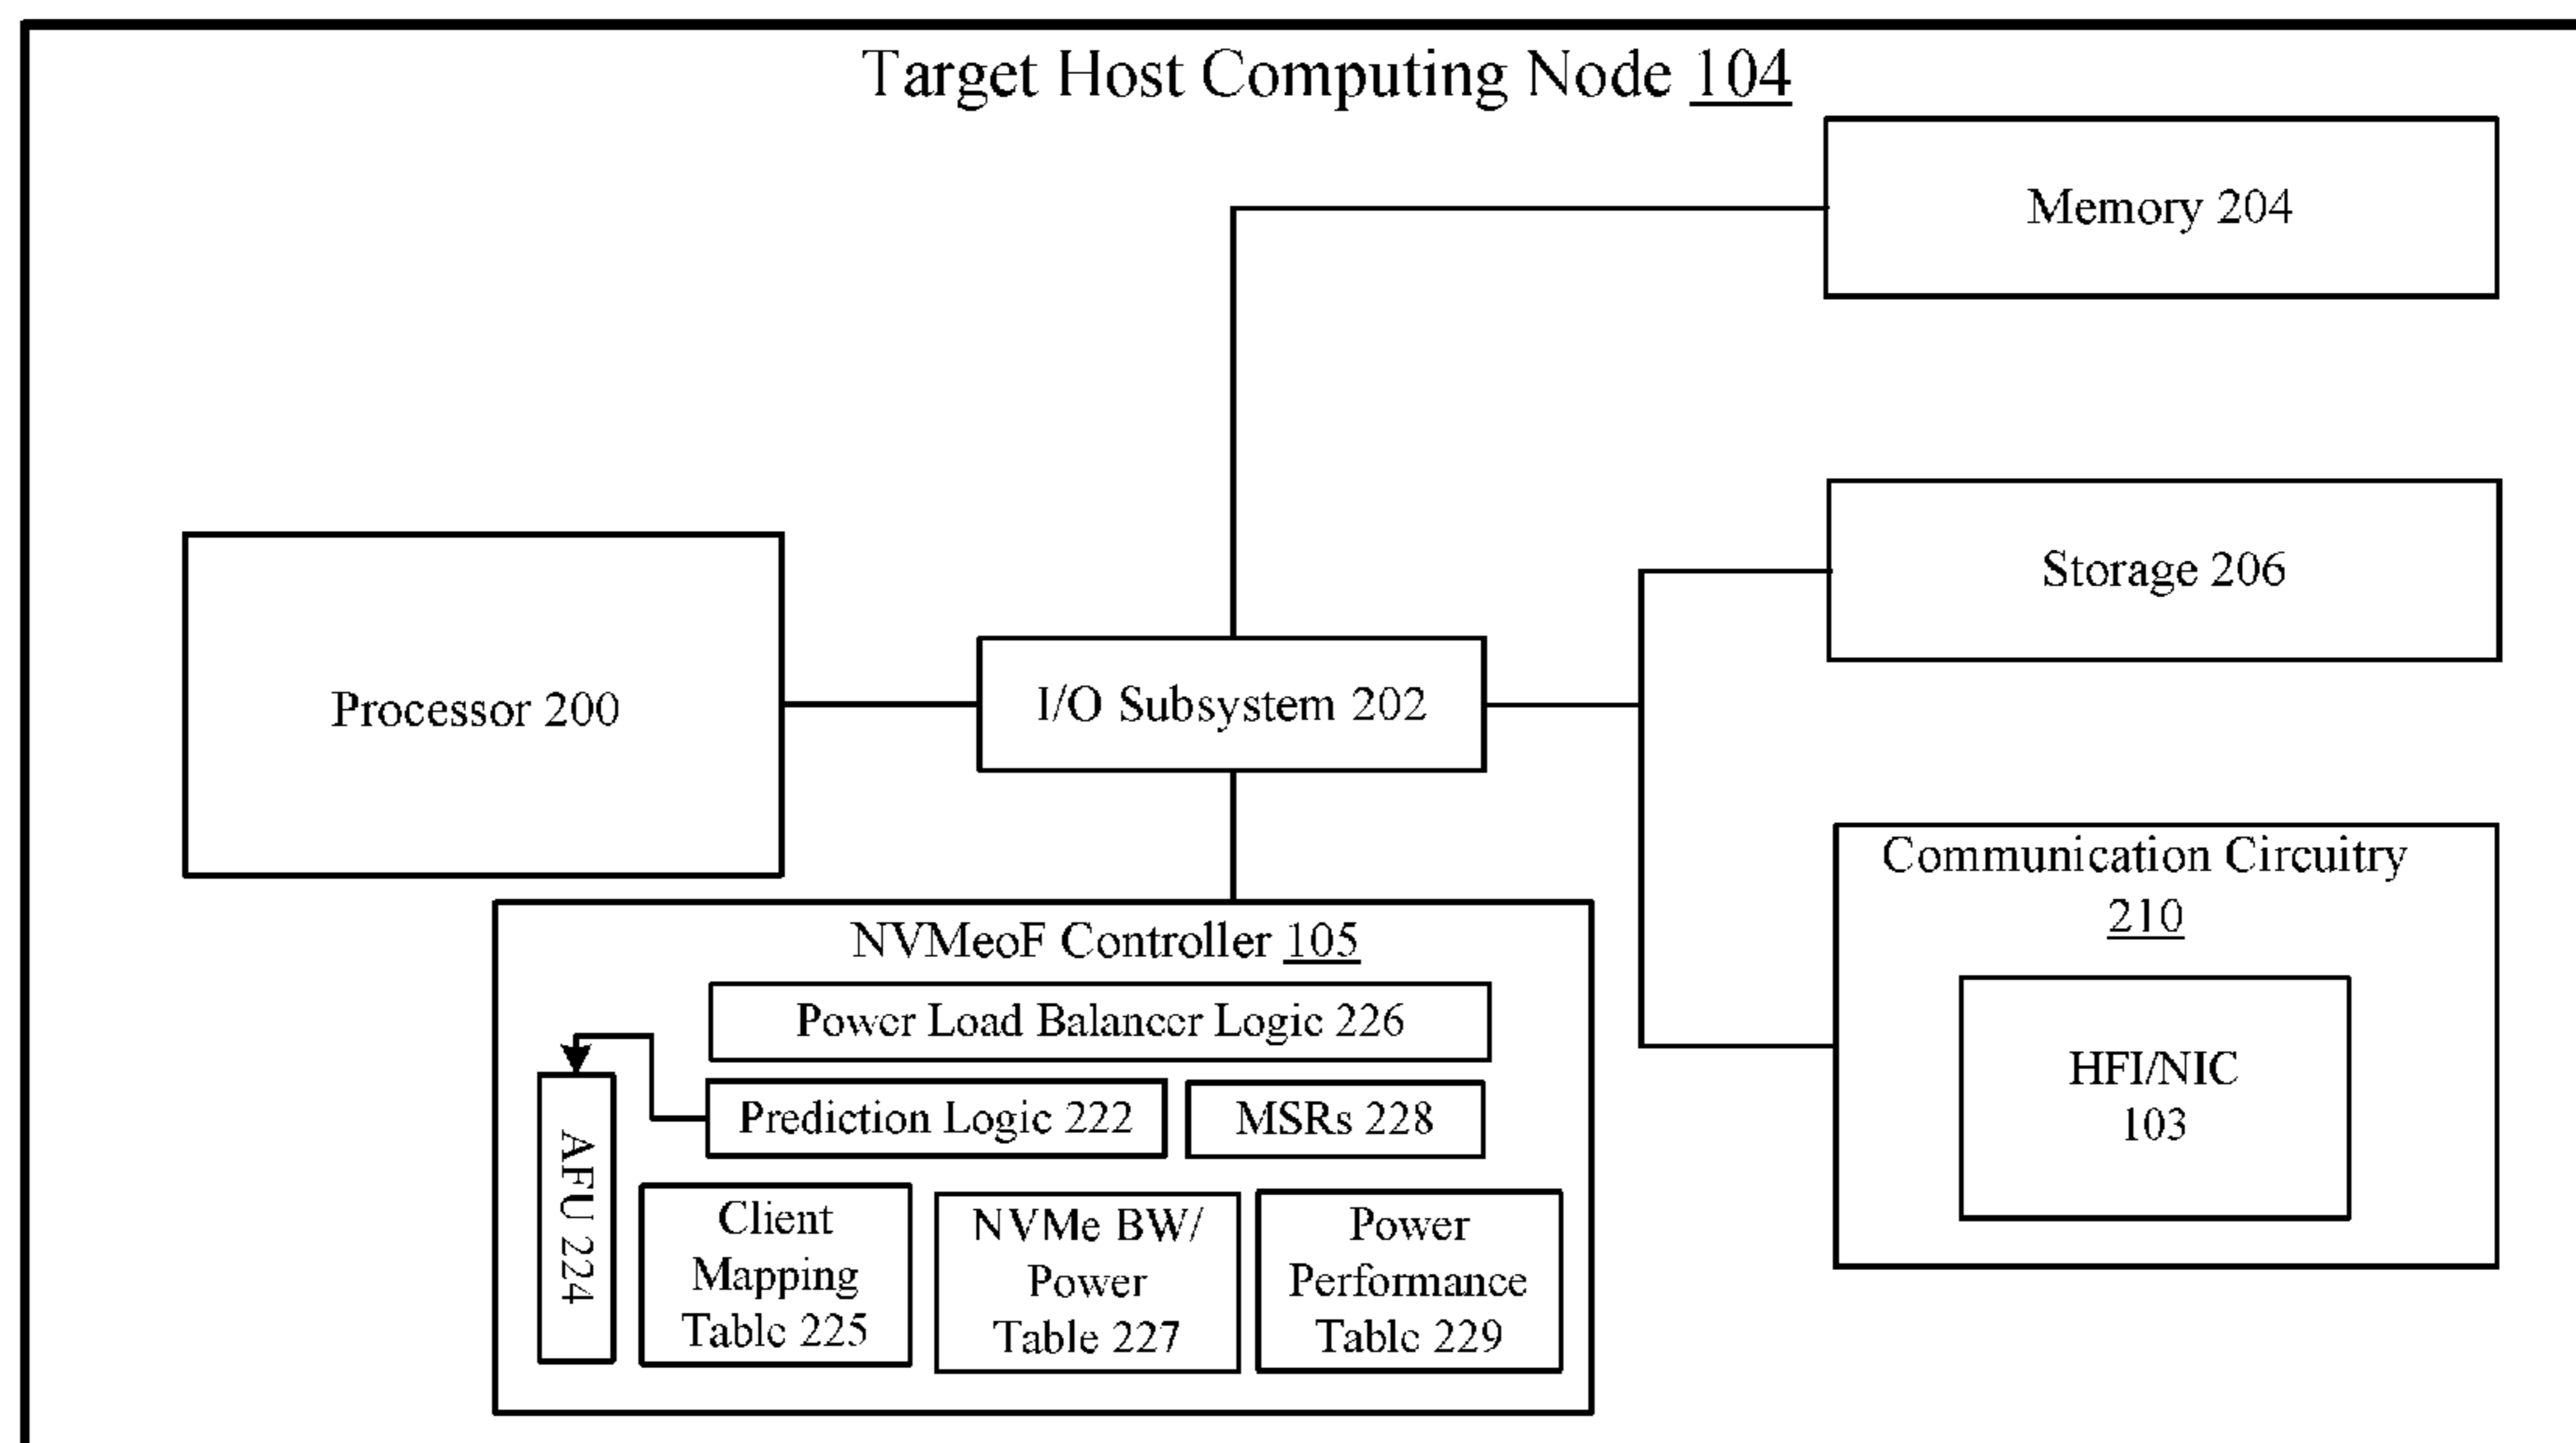 Target Host Computing Node 104
Memory 204
Storage 206
Processor 200
I/O Subsystem 202
Communication Circuitry
210
HFI/NIC
103
NVMeoF Controller 105
Power Load Balancer Logic 226
Prediction Logic 222
MSRs 228
AFU 224
Client
Mapping
Table 225
NVMe BW/
Power
Table 227
Power
Performance
Table 229